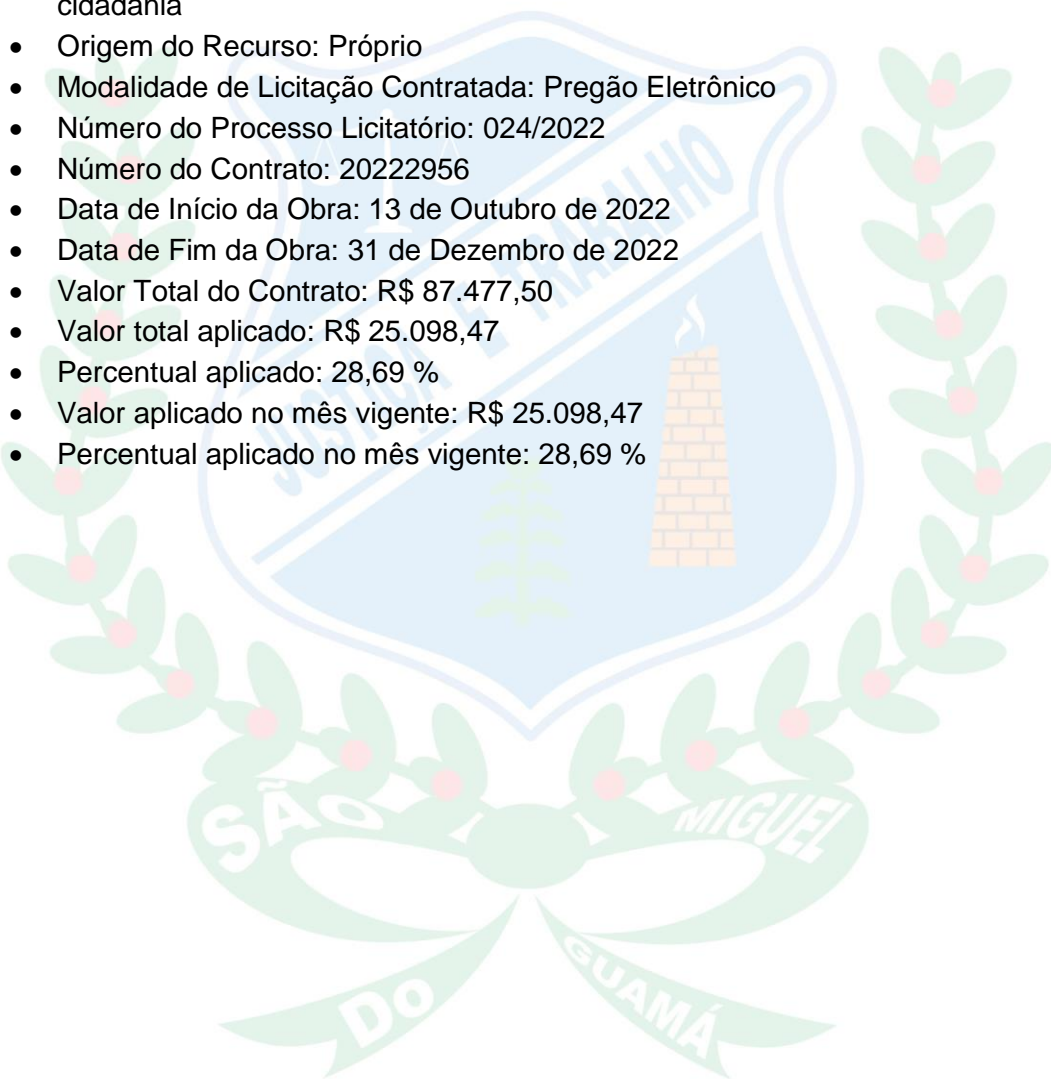 cidadania
• Origem do Recurso: Próprio
• Modalidade de Licitação Contratada: Pregão Eletrônico
• Número do Processo Licitatório: 024/2022
• Número do Contrato: 20222956
• Data de Início da Obra: 13 de Outubro de 2022
• Data de Fim da Obra: 31 de Dezembro de 2022
• Valor Total do Contrato: R$ 87.477,50
• Valor total aplicado: R$ 25.098,47
• Percentual aplicado: 28,69 %
• Valor aplicado no mês vigente: R$ 25.098,47
• Percentual aplicado no mês vigente: 28,69 %
JUSTIÇA E TRABALHO
SÃO MIGUEL
DO GUAMÁ